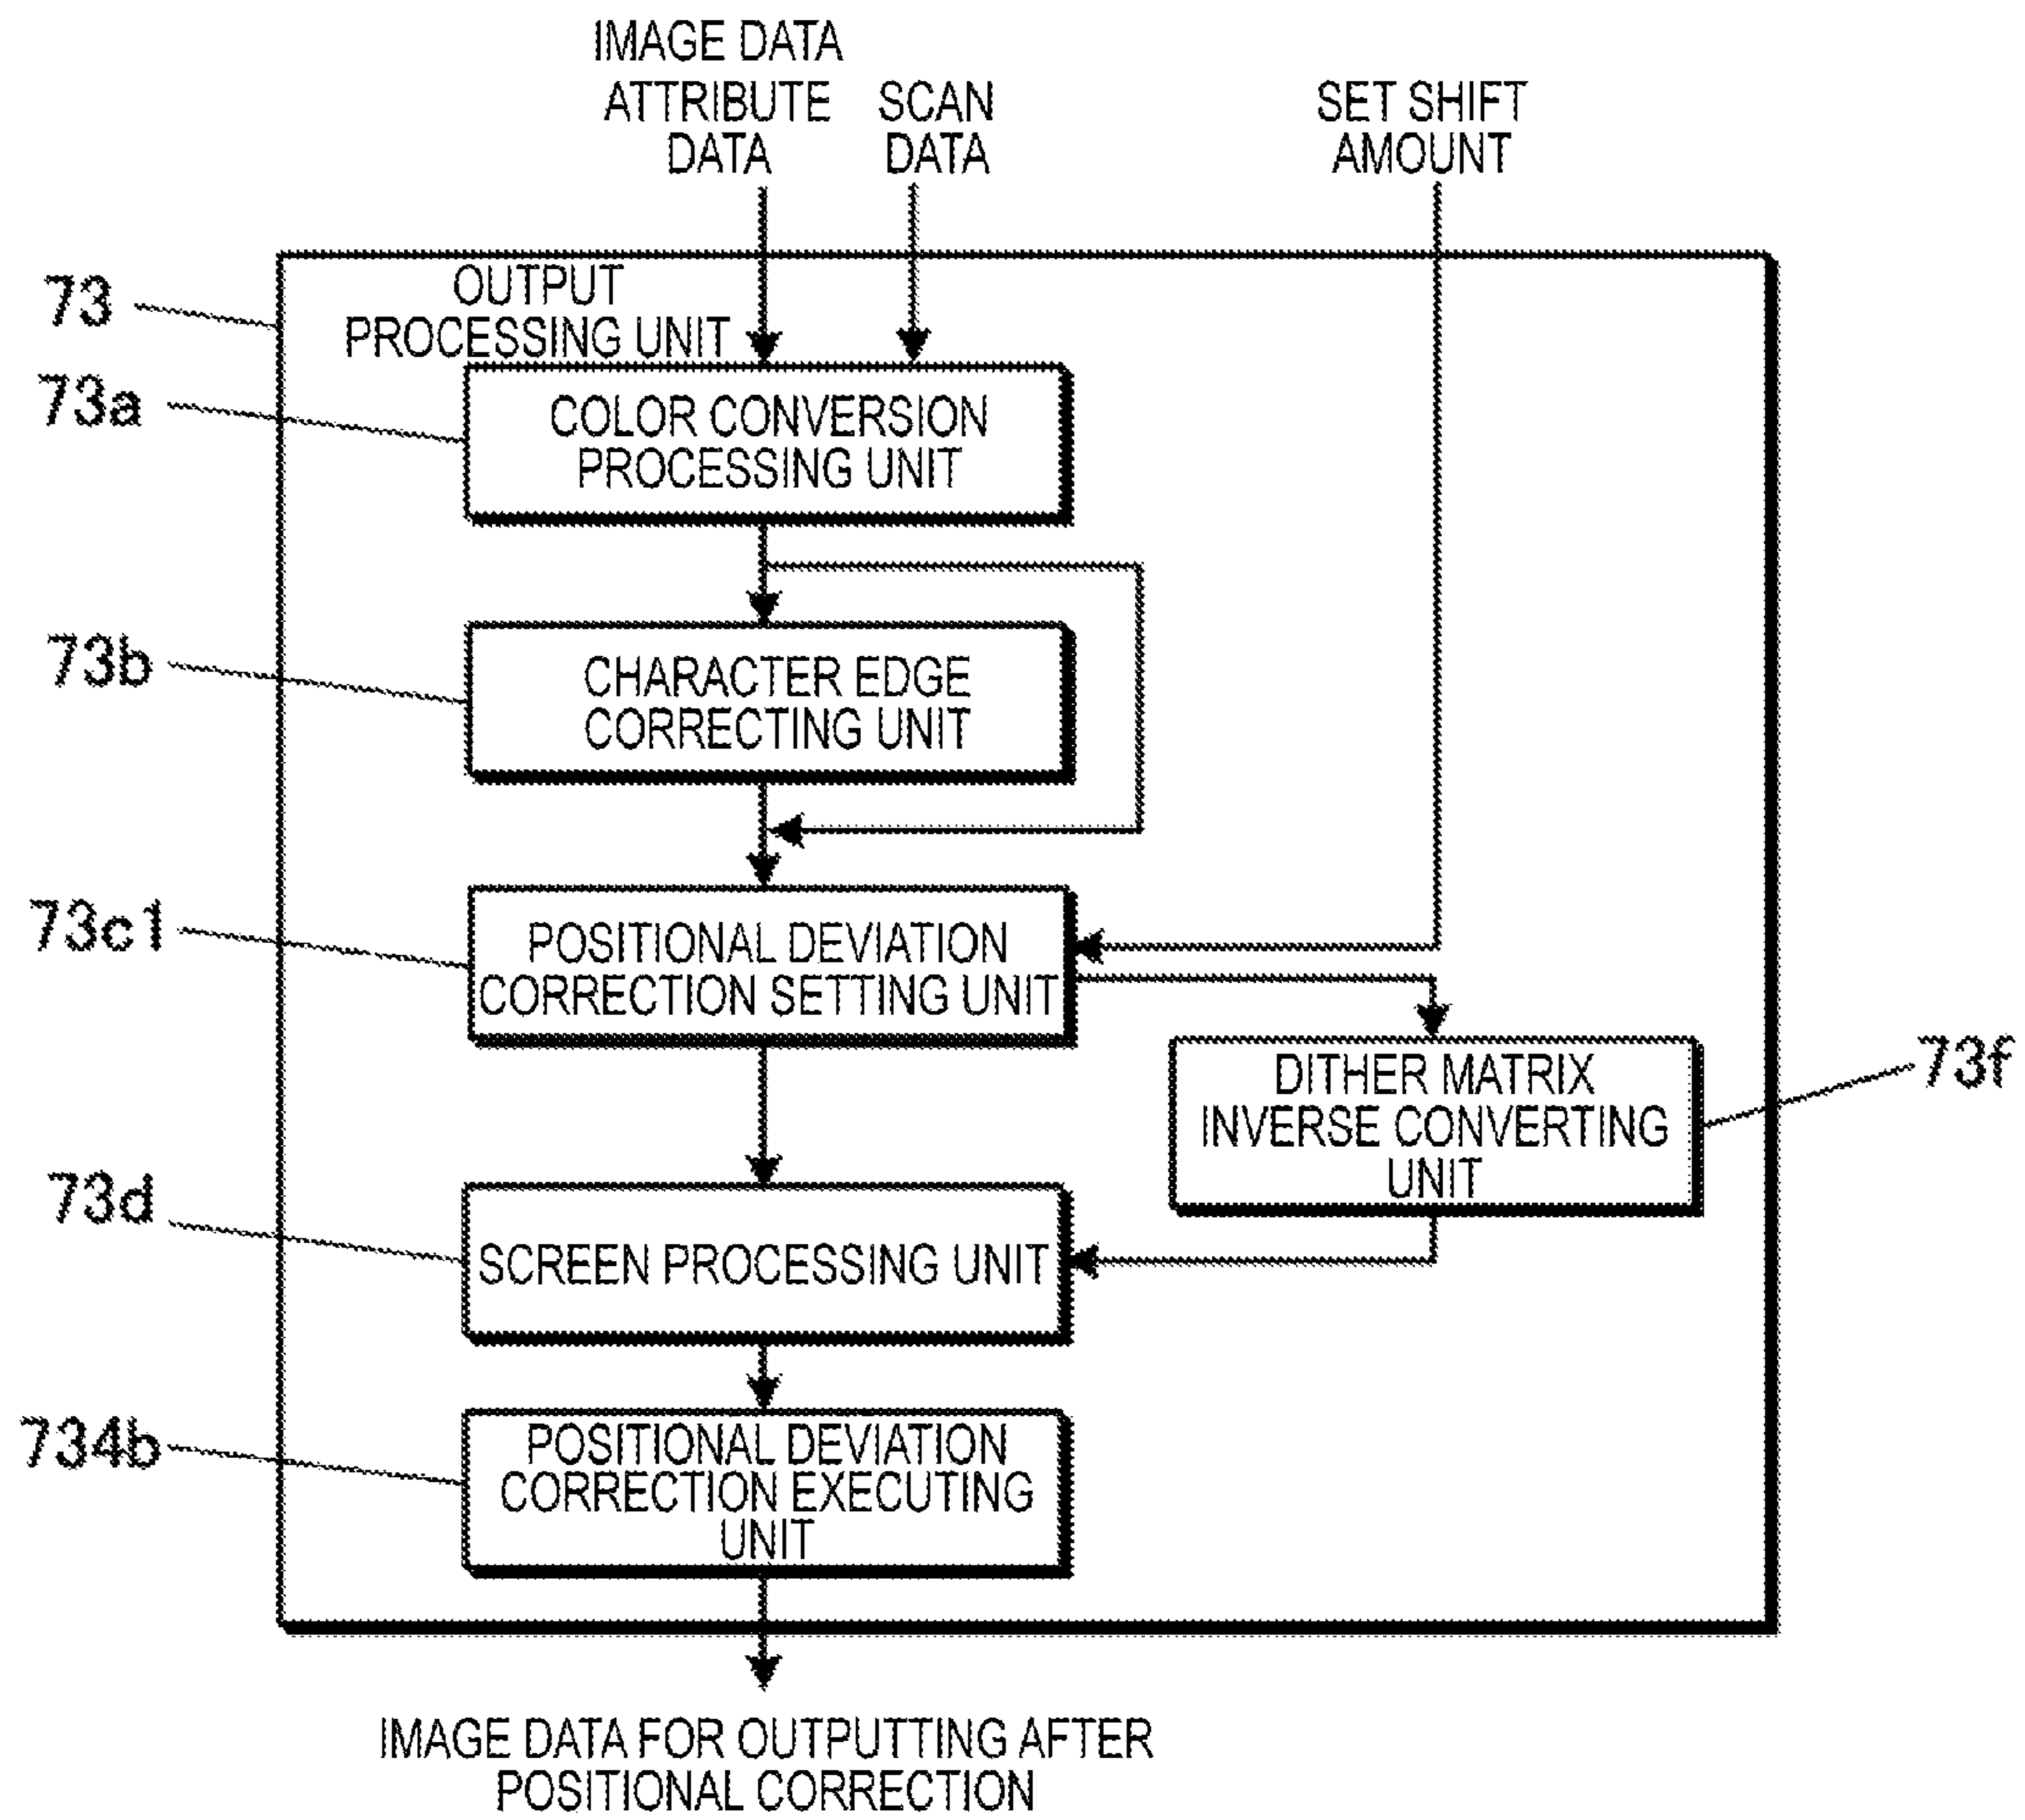 IMAGE DATA
ATTRIBUTE
DATA
SCAN
DATA
SET SHIFT
AMOUNT
73
OUTPUT
PROCESSING UNIT
73a
COLOR CONVERSION
PROCESSING UNIT
73b
CHARACTER EDGE
CORRECTING UNIT
73c1
POSITIONAL DEVIATION
CORRECTION SETTING UNIT
DITHER MATRIX
INVERSE CONVERTING
UNIT
73f
73d
SCREEN PROCESSING UNIT
734b
POSITIONAL DEVIATION
CORRECTION EXECUTING
UNIT
IMAGE DATA FOR OUTPUTTING AFTER
POSITIONAL CORRECTION